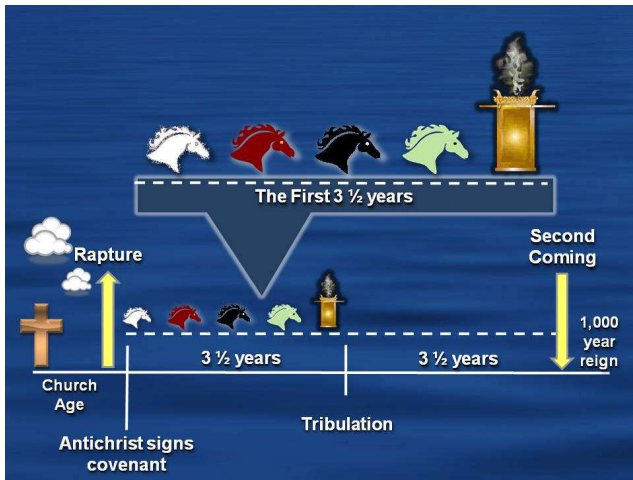 The First 3 ½ years
Rapture
Second
Coming
3 ½ years
3 ½ years
1,000
year
reign
Church
Age
Antichrist signs
covenant
Tribulation